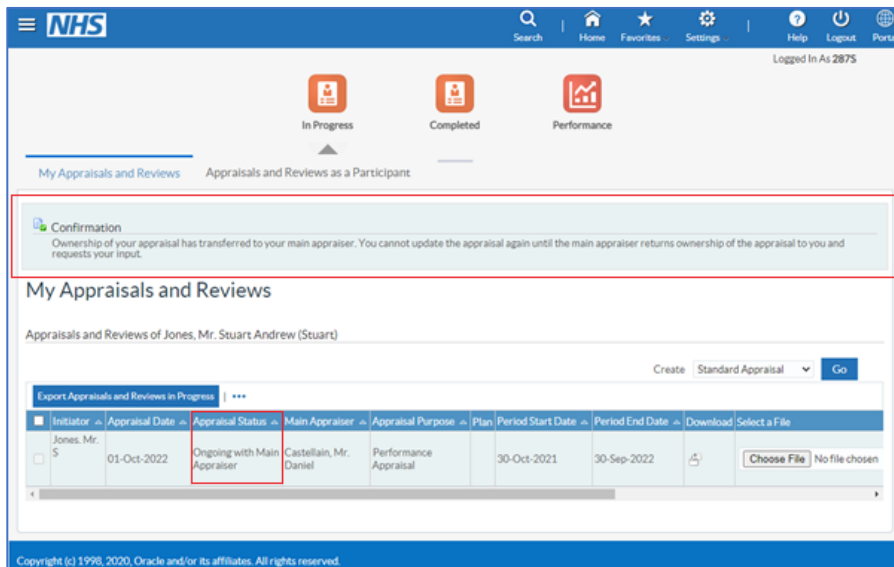 NHS
Search
Home
Favorites
Settings
Help
Logout
Porta
Logged In As 287S
In Progress
Completed
Performance
My Appraisals and Reviews
Appraisals and Reviews as a Participant
Confirmation
Ownership of your appraisal has transferred to your main appraiser. You cannot update the appraisal again until the main appraiser returns ownership of the appraisal to you and
requests your input.
My Appraisals and Reviews
Appraisals and Reviews of Jones, Mr. Stuart Andrew (Stuart)
Create Standard Appraisal Go
Export Appraisals and Reviews in Progress | •••
Initiator Appraisal Date Appraisal Status Main Appraiser Appraisal Purpose Plan Period Start Date Period End Date Download Select a File
Jones. Mr.
S 01-Oct-2022 Ongoing with Main Castellain, Mr. Performance 30-Oct-2021 30-Sep-2022 Choose File No file chosen
Appraiser Daniel Appraisal
Copyright (c) 1998, 2020, Oracle and/or its affiliates. All rights reserved.